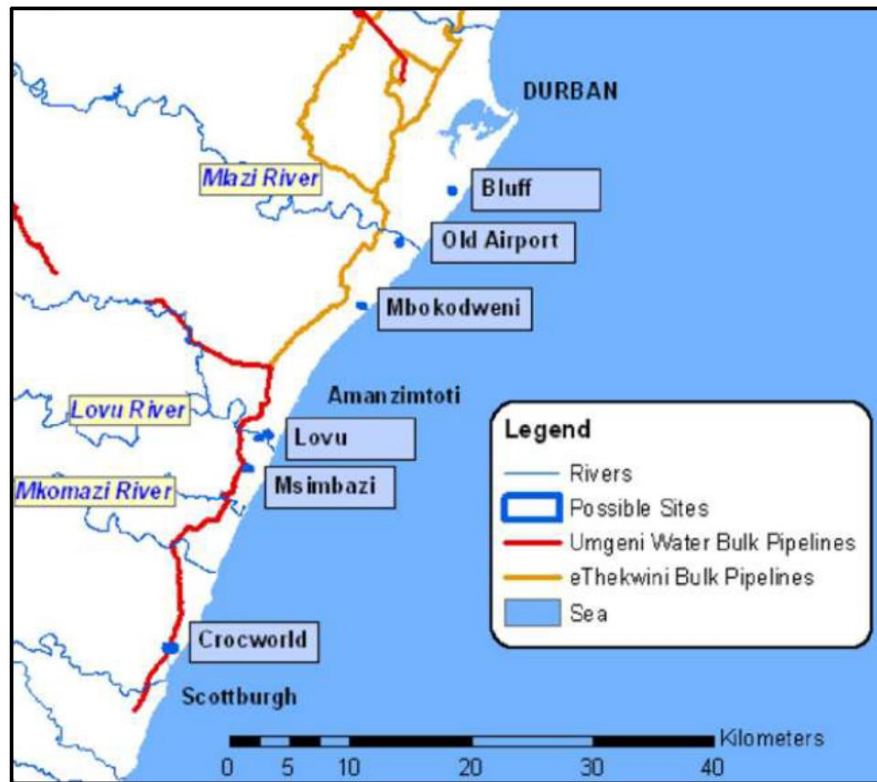 DURBAN
Mlazi River
Bluff
Old Airport
Mbokodweni
Amanzimtoti
Lovu River
Lovu
Mkomazi River
Msimbazi
Crocworld
Scottburgh
Legend
Rivers
Possible Sites
Umgeni Water Bulk Pipelines
eThekwini Bulk Pipelines
Sea
Kilometers
0 5 10 20 30 40